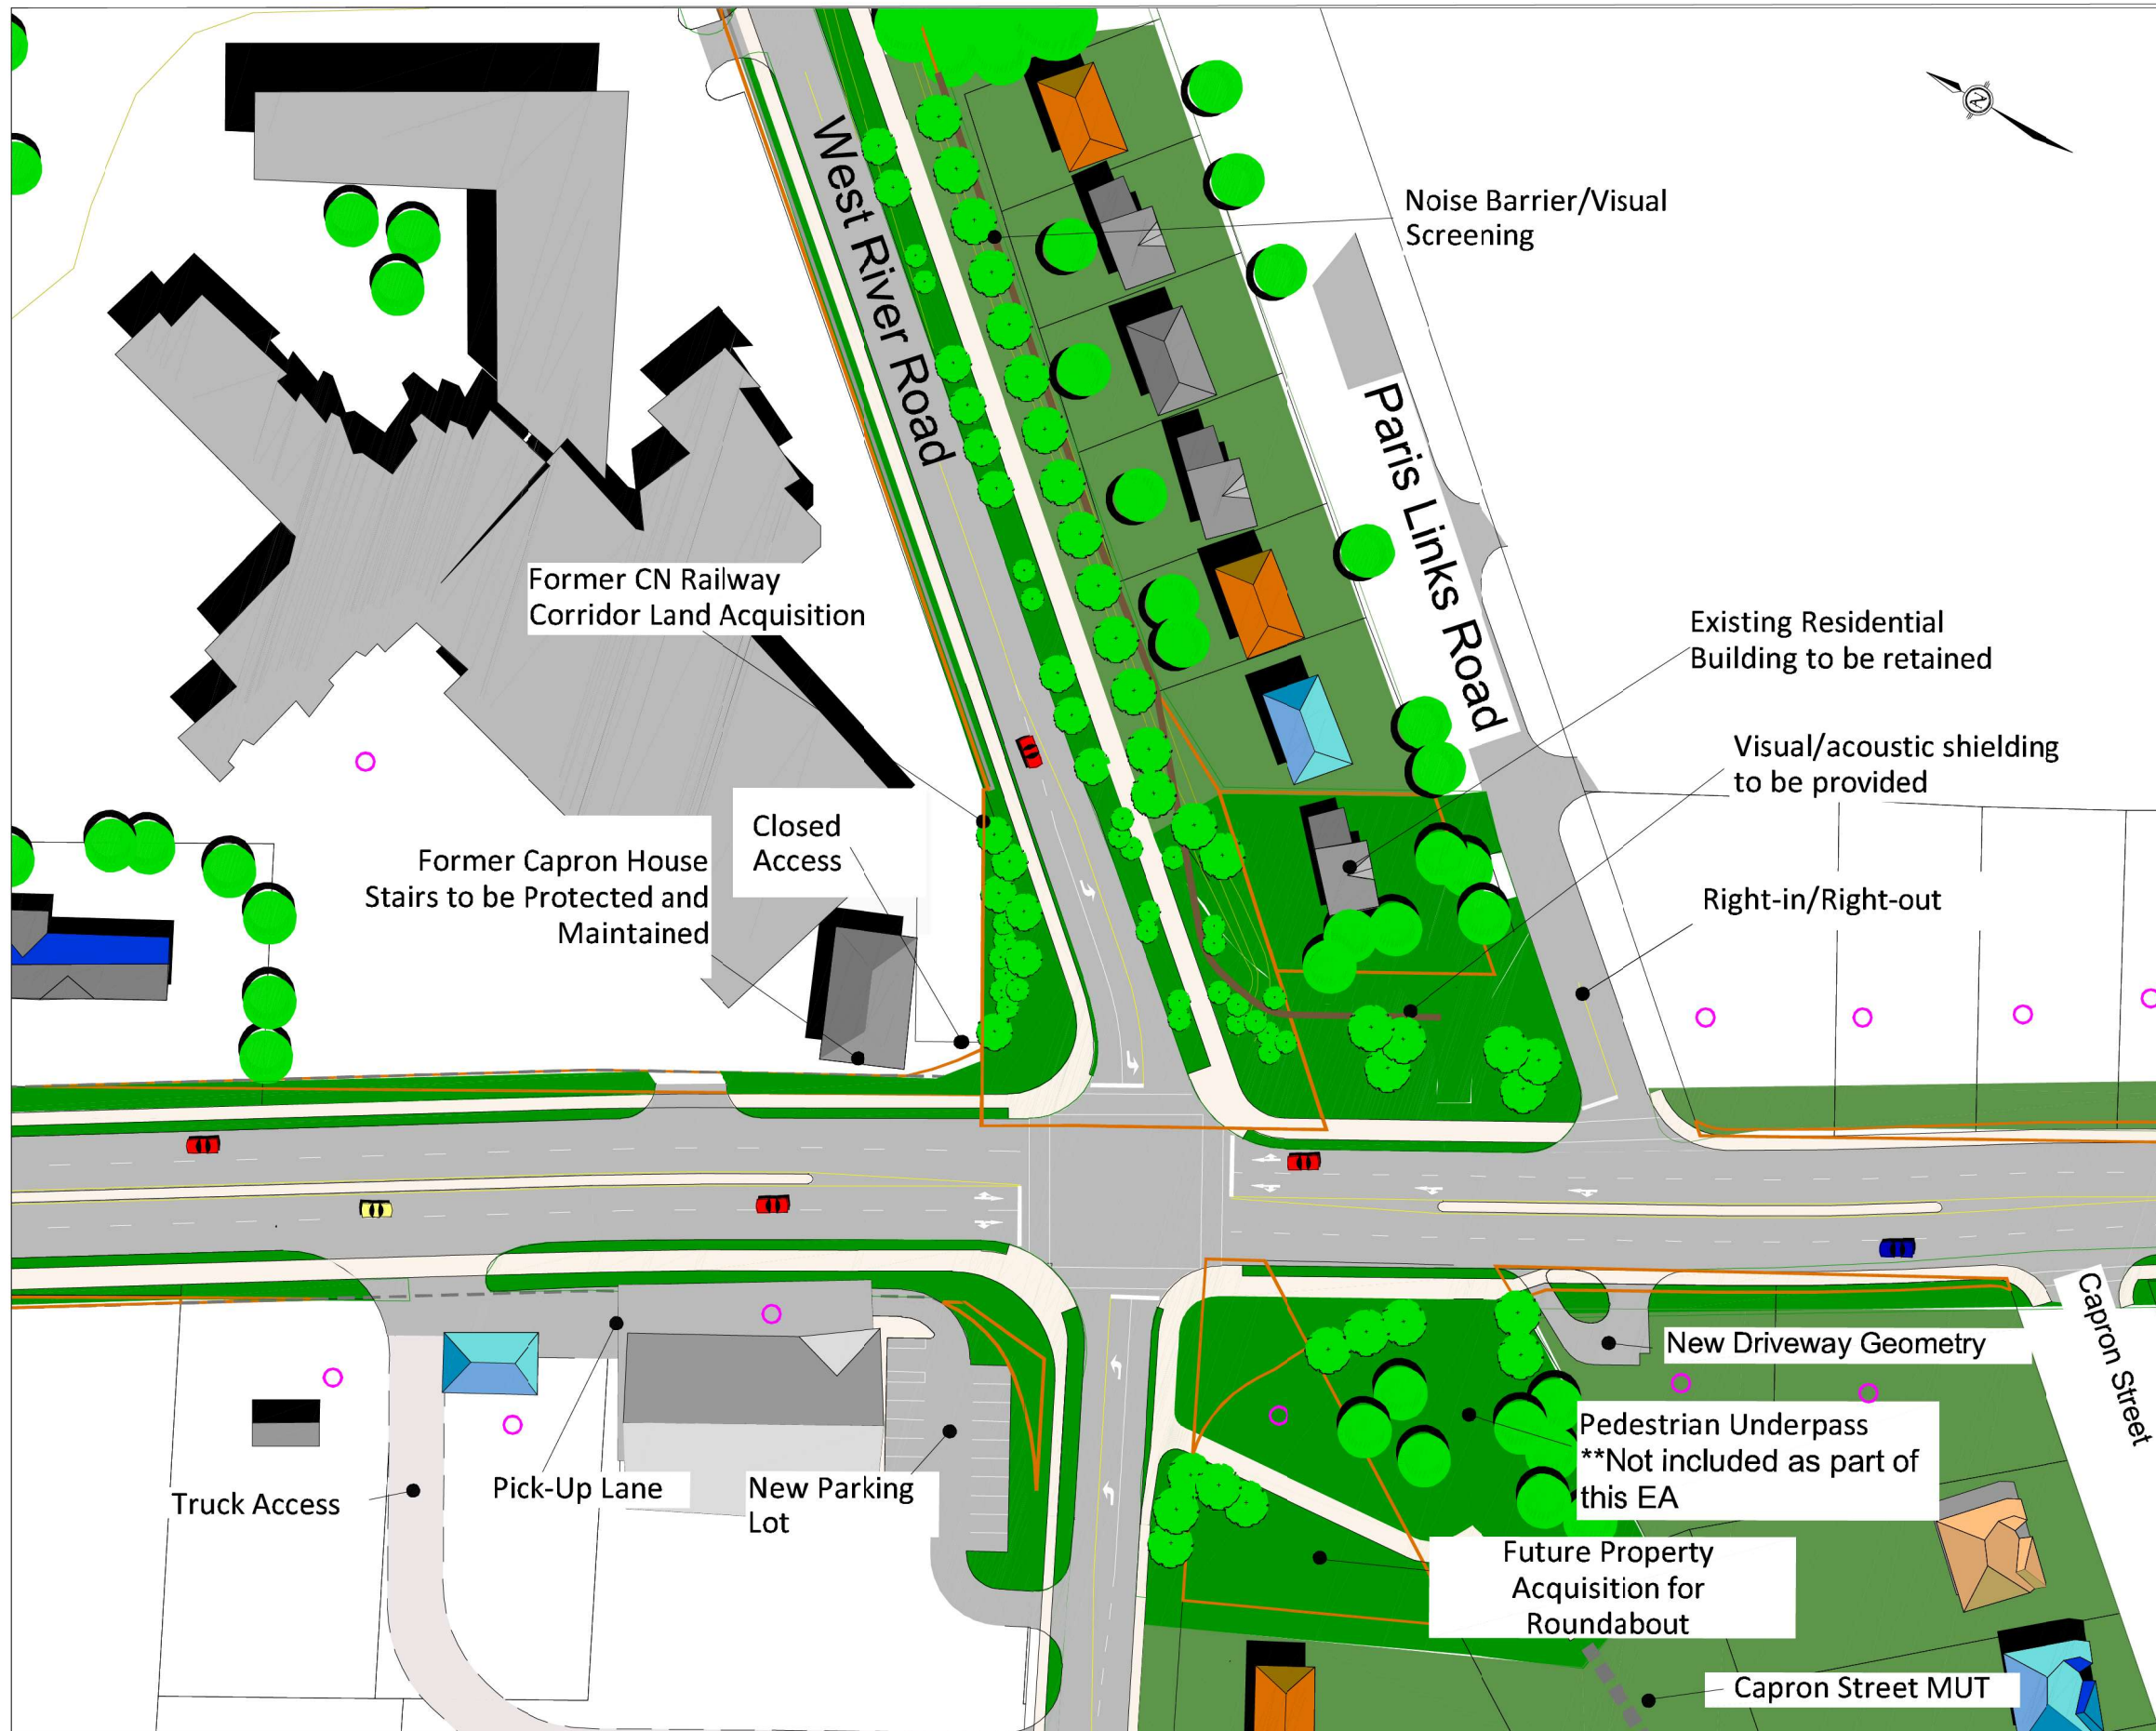 West River Road
Noise Barrier/Visual
Screening
Paris Links Road
Former CN Railway
Corridor Land Acquisition
Existing Residential
Building to be retained
Visual/acoustic shielding
to be provided
Closed
Access
Former Capron House
Stairs to be Protected and
Maintained
Right-in/Right-out
Capron Street
New Driveway Geometry
Pedestrian Underpass
**Not included as part of
this EA
Truck Access
Pick-Up Lane
New Parking
Lot
Future Property
Acquisition for
Roundabout
Capron Street MUT
N